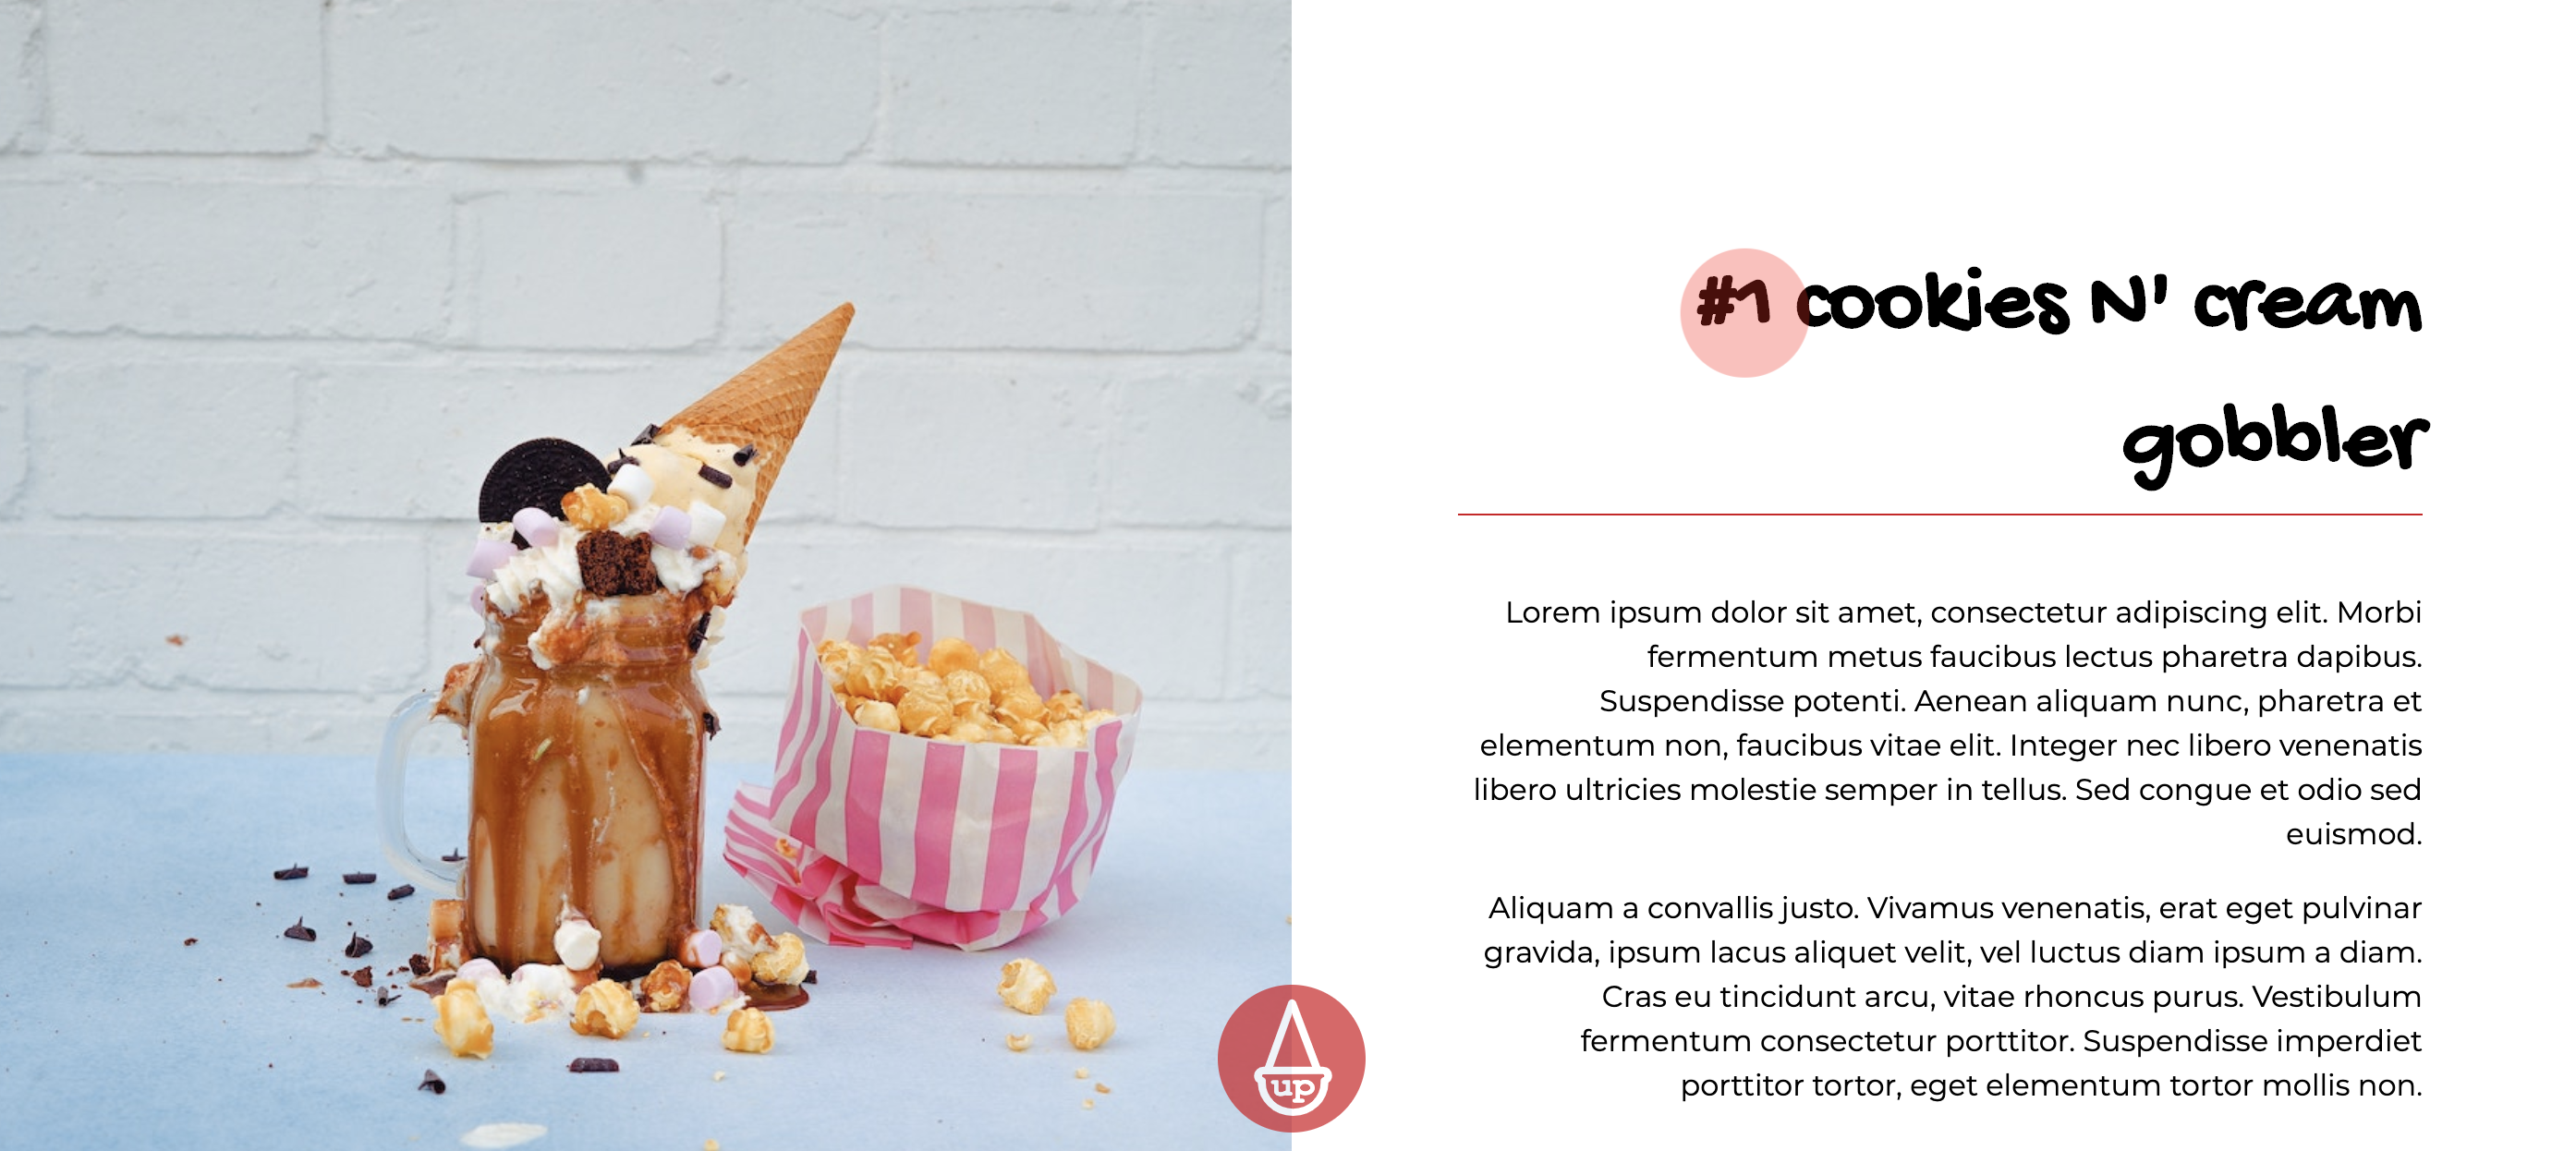 #1 cookies N' cream
gobbler
Lorem ipsum dolor sit amet, consectetur adipiscing elit. Morbi
fermentum metus faucibus lectus pharetra dapibus.
Suspendisse potenti. Aenean aliquam nunc, pharetra et
elementum non, faucibus vitae elit. Integer nec libero venenatis
libero ultricies molestie semper in tellus. Sed congue et odio sed
euismod.
Aliquam a convallis justo. Vivamus venenatis, erat eget pulvinar
gravida, ipsum lacus aliquet velit, vel luctus diam ipsum a diam.
Cras eu tincidunt arcu, vitae rhoncus purus. Vestibulum
fermentum consectetur porttitor. Suspendisse imperdiet
porttitor tortor, eget elementum tortor mollis non.
up